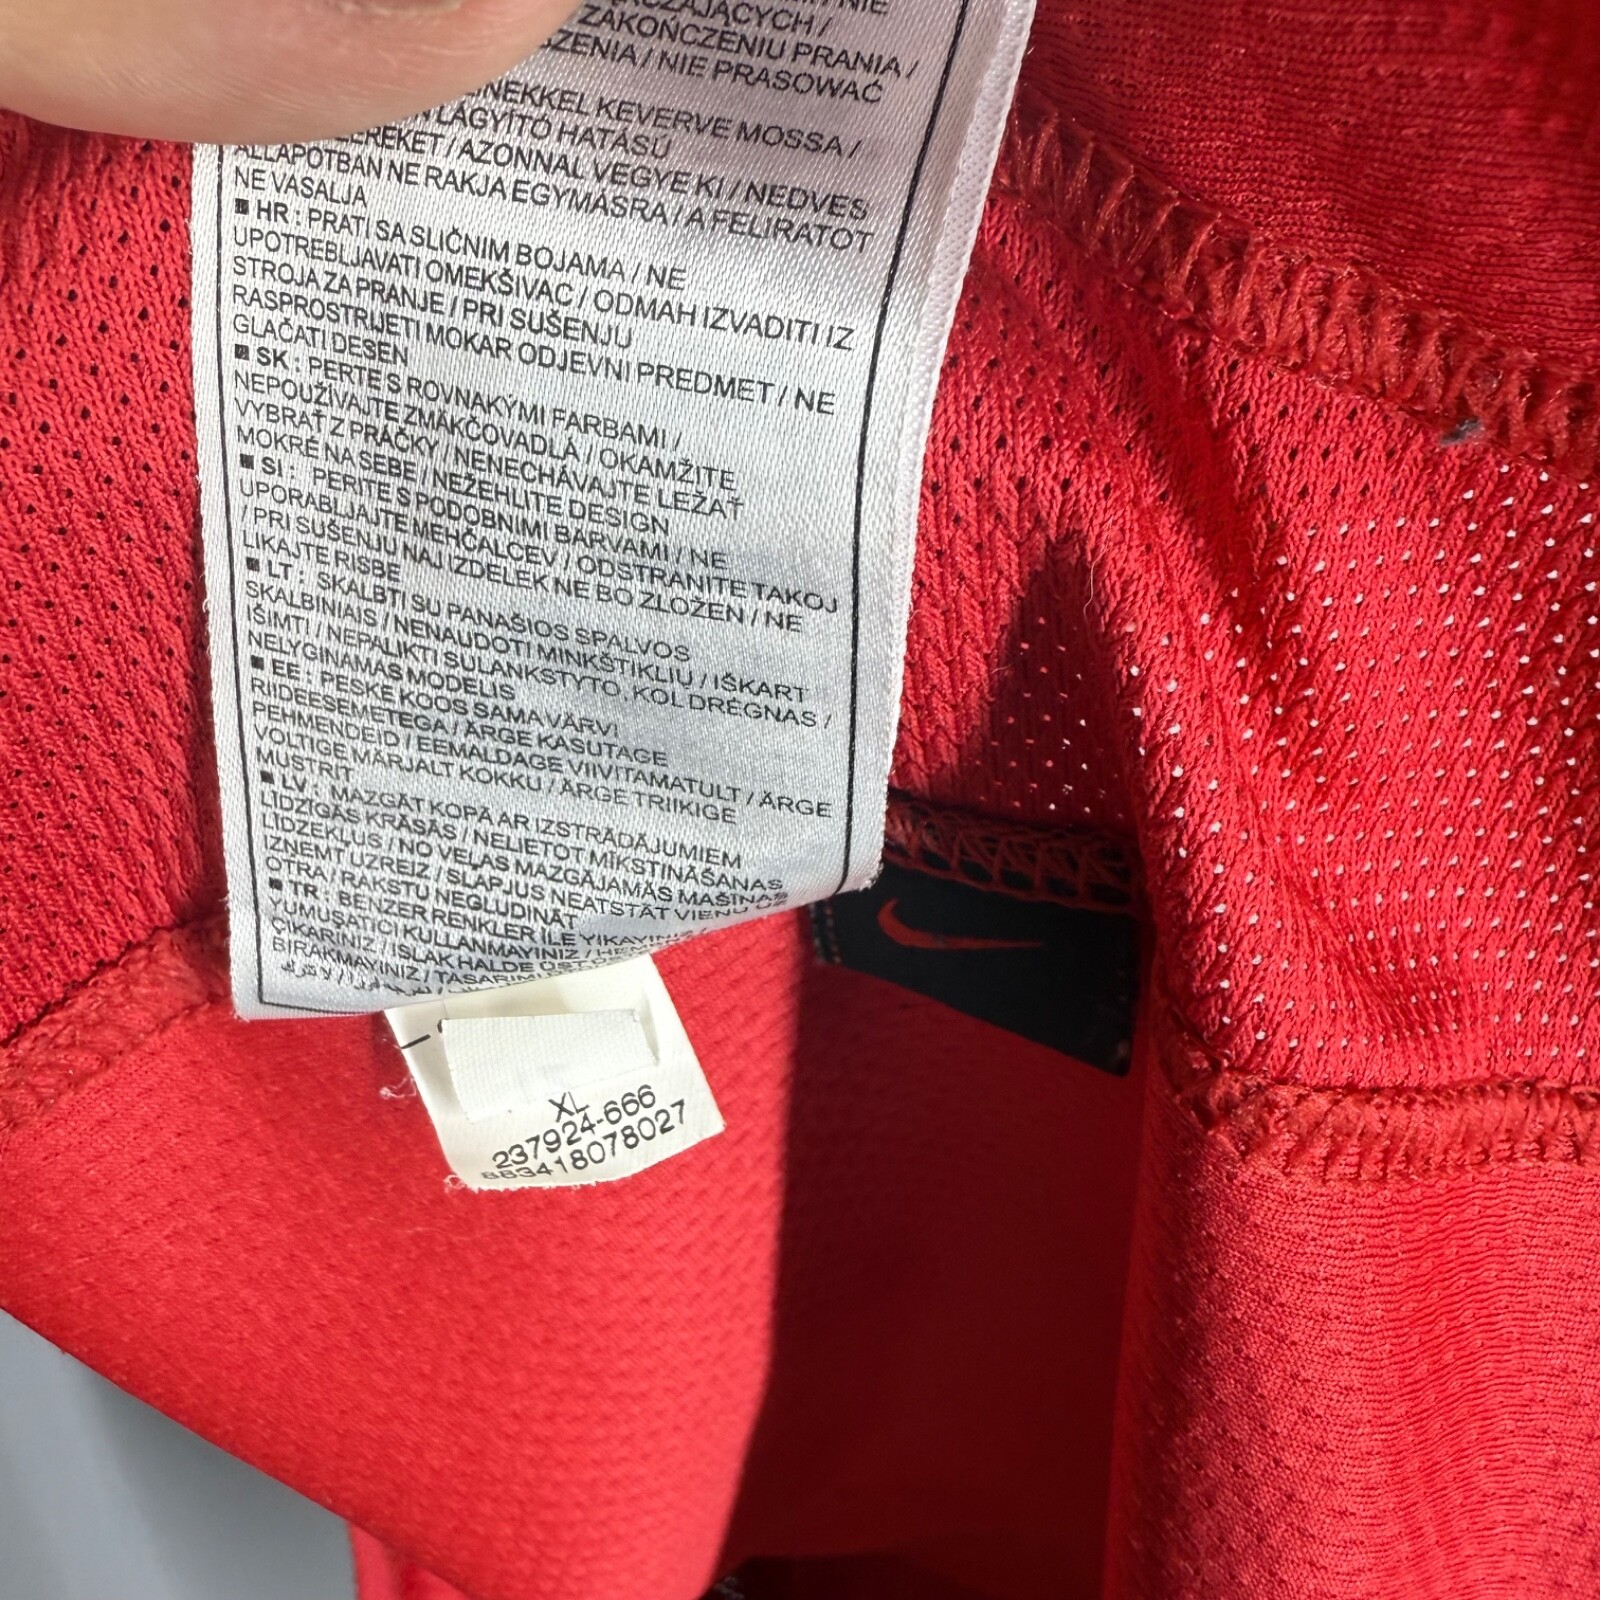 RCZAJĄCYCH /
ZAKOŃCZENIU PRANIA /
SZENIA / NIE PRASOWAĆ
NEKKEL KEVERVE MOSSA /
LÁGYÍTÓ HATÁSÚ
/ AZONNAL VEGYE KI / NEDVES
ÁLLAPOTBAN NE RAKJA EGYMÁSRA / A FELIRATOT
NE VASALJA
■ HR : PRATI SA SLIČNIM BOJAMA / NE
UPOTREBLJAVATI OMEKŠIVAČ / ODMAH IZVADITI IZ
STROJA ZA PRANJE / PRI SUŠENJU
RASPROSTRIJETI MOKAR ODJEVNI PREDMET / NE
GLAČATI DESEN
■ SK : PERTE S ROVNAKÝMI FARBAMI /
NEPOUŽÍVAJTE ZMÄKČOVADLÁ / OKAMŽITE
VYBRAŤ Z PRÁČKY / NENECHÁVAJTE LEŽAŤ
MOKRÉ NA SEBE / NEŽEHLITE DESIGN
■ SI : PERITE S PODOBNIMI BARVAMI / NE
UPORABLJAJTE MEHČALCEV / ODSTRANITE TAKOJ
/ PRI SUŠENJU NAJ IZDELEK NE BO ZLOŽEN / NE
LIKAJTE RISBE
■ LT : SKALBTI SU PANAŠIOS SPALVOS
SKALBINIAIS / NENAUDOTI MINKŠTIKLIU / IŠKART
IŠIMTI / NEPALIKTI SULANKSTYTO, KOL DRĖGNAS /
NELYGINAMAS MODELIS
■ EE : PESKE KOOS SAMAVÄRVI
RIIDEESEMETEGA / ÄRGE KASUTAGE
PEHMENDEID / EEMALDAGE VIIVITAMATULT / ÄRGE
VOLTIGE MÄRJALT KOKKU / ÄRGE TRIIKIGE
MUSTRIT
■ LV : MAZGĀT KOPĀ AR IZSTRĀDĀJUMIEM
LĪDZĪGĀS KRĀSĀS / NELIETOT MĪKSTINĀŠANAS
LĪDZEKĻUS / NO VEĻAS MAZGĀJAMĀS MAŠĪNAS
IZŅEMT UZREIZ / SLAPJUS NEATSTĀT VIENU UZ
OTRA / RAKSTU NEGLUDINĀT
■ TR : BENZER RENKLER İLE YIKAYINIZ /
YUMUŞATICI KULLANMAYINIZ /
ÇIKARINIZ / ISLAK HALDE
BIRAKMAYINIZ /
XL
237924-666
883418078027